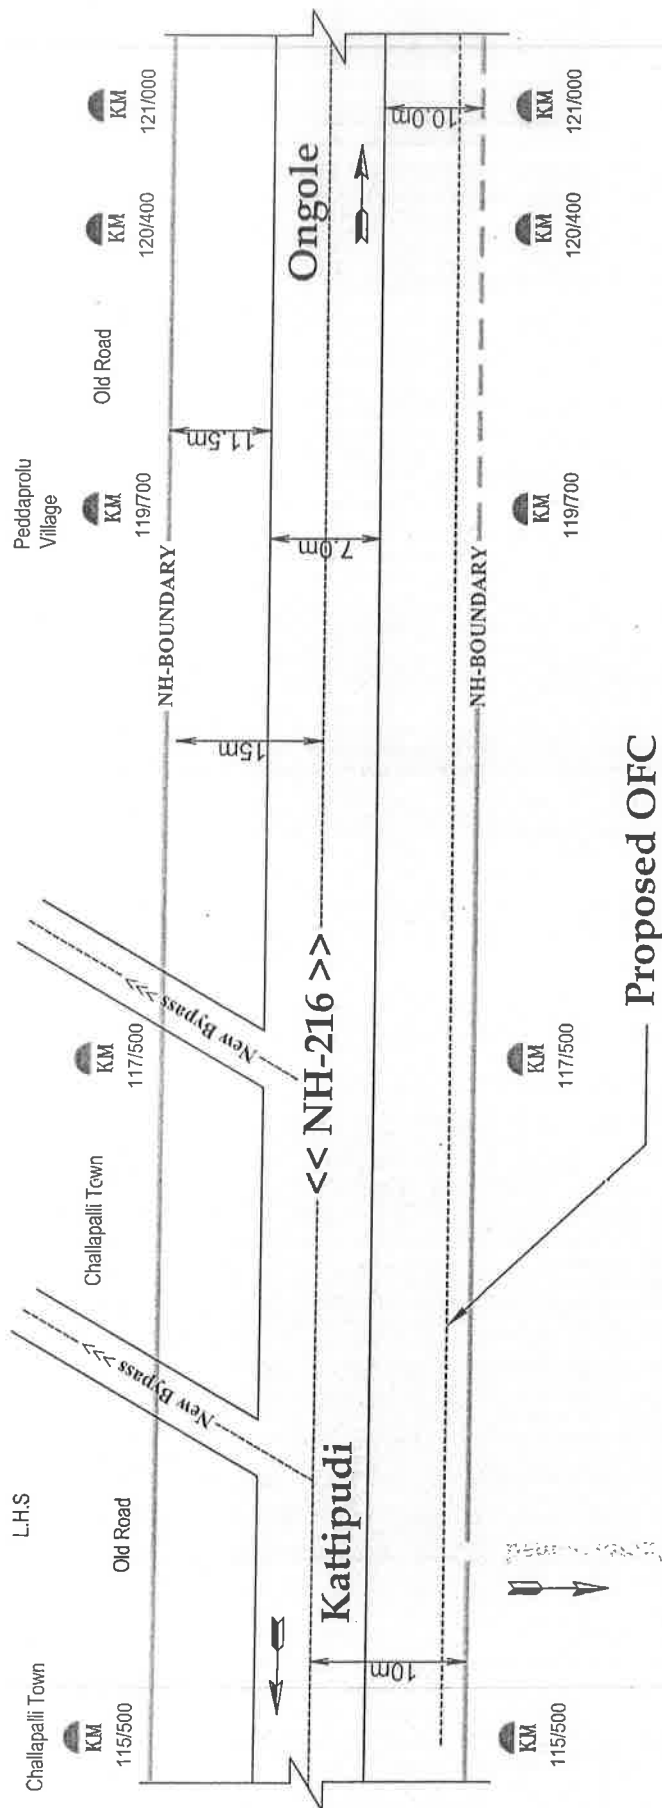 Challapalli Town
L.H.S
Peddaprolu
Village
KM
115/500
Old Road
Challapalli Town
KM
117/500
KM
119/700
Old Road
KM
120/400
KM
121/000
New Bypass >>>
New Bypass >>>
NH-BOUNDARY
15m
11.5m
Kattipudi
<< NH-216 >>
7.0m
Ongole
10m
10.0m
NH-BOUNDARY
KM
115/500
KM
117/500
KM
119/700
KM
120/400
KM
121/000
Proposed OFC